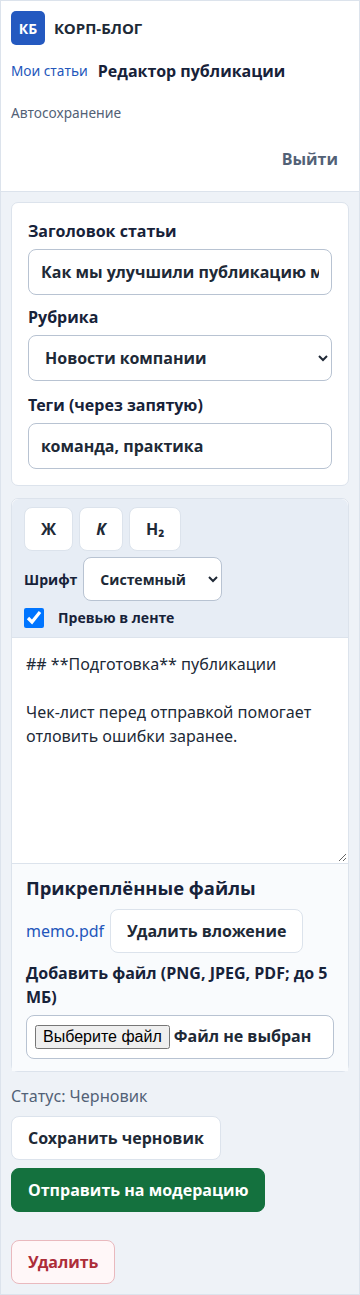 КБ КОРП-БЛОГ
Мои статьи Редактор публикации
Автосохранение
Выйти
Заголовок статьи
Как мы улучшили публикацию м
Рубрика
Новости компании
Теги (через запятую)
команда, практика
Ж К H₂
Шрифт Системный
Превью в ленте
## **Подготовка** публикации
Чек-лист перед отправкой помогает
отловить ошибки заранее.
Прикреплённые файлы
memo.pdf Удалить вложение
Добавить файл (PNG, JPEG, PDF; до 5
МБ)
Выберите файл Файл не выбран
Статус: Черновик
Сохранить черновик
Отправить на модерацию
Удалить